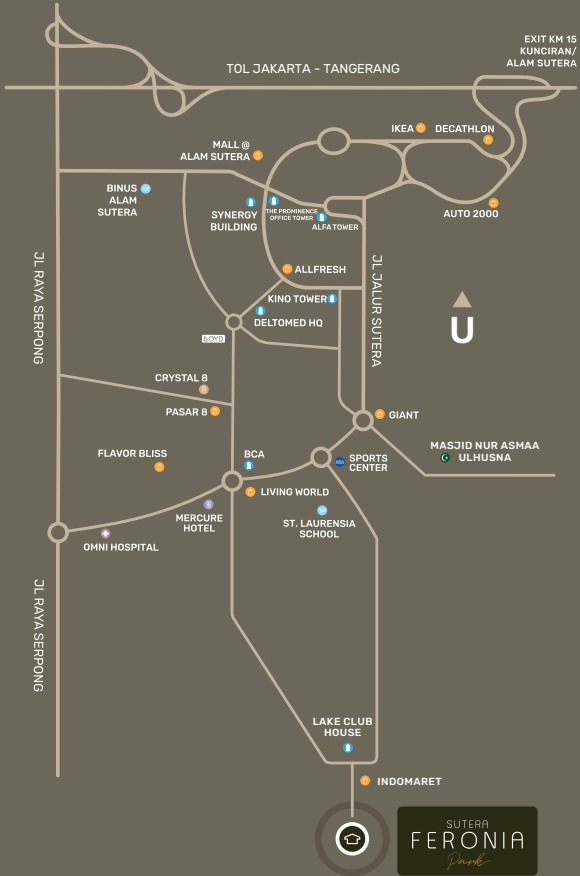 EXIT KM 15
KUNCIRAN/
ALAM SUTERA
TOL JAKARTA - TANGERANG
IKEA
DECATHLON
MALL @
ALAM SUTERA
BINUS
ALAM
SUTERA
SYNERGY
BUILDING
THE PROMINENCE
OFFICE TOWER
ALFA TOWER
AUTO 2000
JL RAYA SERPONG
JL JALUR SUTERA
ALLFRESH
KINO TOWER
DELTOMED HQ
BOYD
U
CRYSTAL 8
PASAR 8
GIANT
FLAVOR BLISS
BCA
SPORTS
CENTER
MASJID NUR ASMAA
ULHUSNA
LIVING WORLD
MERCURE
HOTEL
ST. LAURENSIA
SCHOOL
OMNI HOSPITAL
JL RAYA SERPONG
LAKE CLUB
HOUSE
INDOMARET
SUTERA
FERONIA
Park